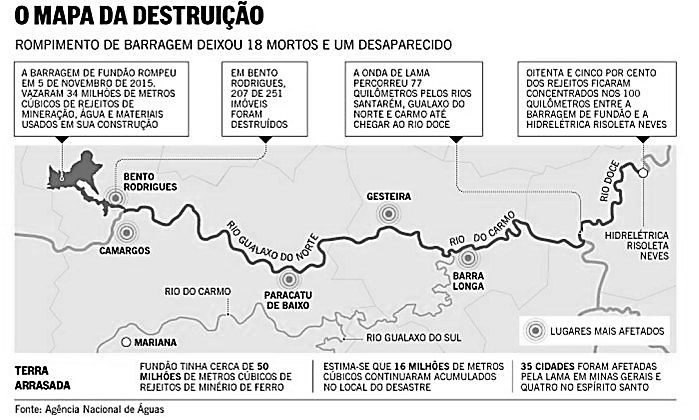 O MAPA DA DESTRUIÇÃO
ROMPIMENTO DE BARRAGEM DEIXOU 18 MORTOS E UM DESAPARECIDO
A BARRAGEM DE FUNDÃO ROMPEU
EM 5 DE NOVEMBRO DE 2015.
VAZARAM 34 MILHÕES DE METROS
CÚBICOS DE REJEITOS DE
MINERAÇÃO, ÁGUA E MATERIAIS
USADOS EM SUA CONSTRUÇÃO
EM BENTO
RODRIGUES,
207 DE 251
IMÓVEIS
FORAM
DESTRUÍDOS
A ONDA DE LAMA
PERCORREU 77
QUILÔMETROS PELOS RIOS
SANTARÉM, GUALAXO DO
NORTE E CARMO ATÉ
CHEGAR AO RIO DOCE
OITENTA E CINCO POR CENTO
DOS REJEITOS FICARAM
CONCENTRADOS NOS 100
QUILÔMETROS ENTRE A
BARRAGEM DE FUNDÃO E A
HIDRELÉTRICA RISOLETA NEVES
BENTO
RODRIGUES
CAMARGOS
RIO GUALAXO DO NORTE
PARACATU
DE BAIXO
GESTEIRA
RIO DO CARMO
BARRA
LONGA
RIO DOCE
HIDRELÉTRICA
RISOLETA
NEVES
RIO DO CARMO
MARIANA
RIO GUALAXO DO SUL
LUGARES MAIS AFETADOS
TERRA
ARRASADA
FUNDÃO TINHA CERCA DE 50
MILHÕES DE METROS CÚBICOS DE
REJEITOS DE MINÉRIO DE FERRO
ESTIMA-SE QUE 16 MILHÕES DE METROS
CÚBICOS CONTINUARAM ACUMULADOS
NO LOCAL DO DESASTRE
35 CIDADES FORAM AFETADAS
PELA LAMA EM MINAS GERAIS E
QUATRO NO ESPÍRITO SANTO
Fonte: Agência Nacional de Águas